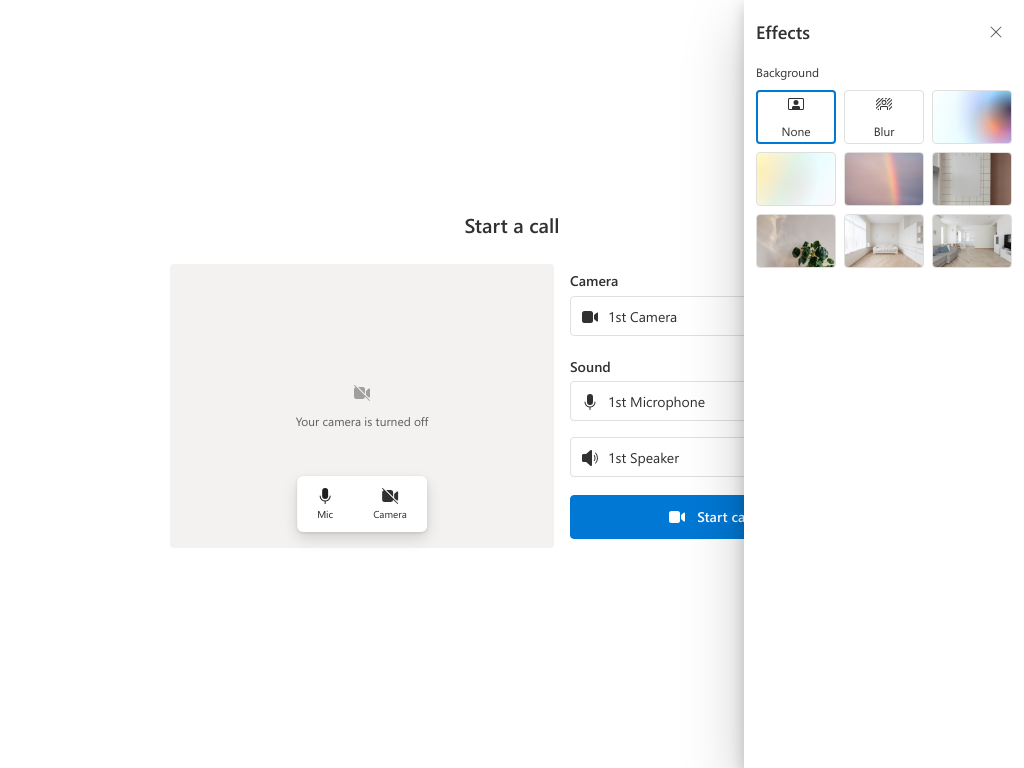 Effects
Background
None
Blur
Start a call
Camera
1st Camera
Sound
1st Microphone
1st Speaker
Your camera is turned off
Mic
Camera
Start ca